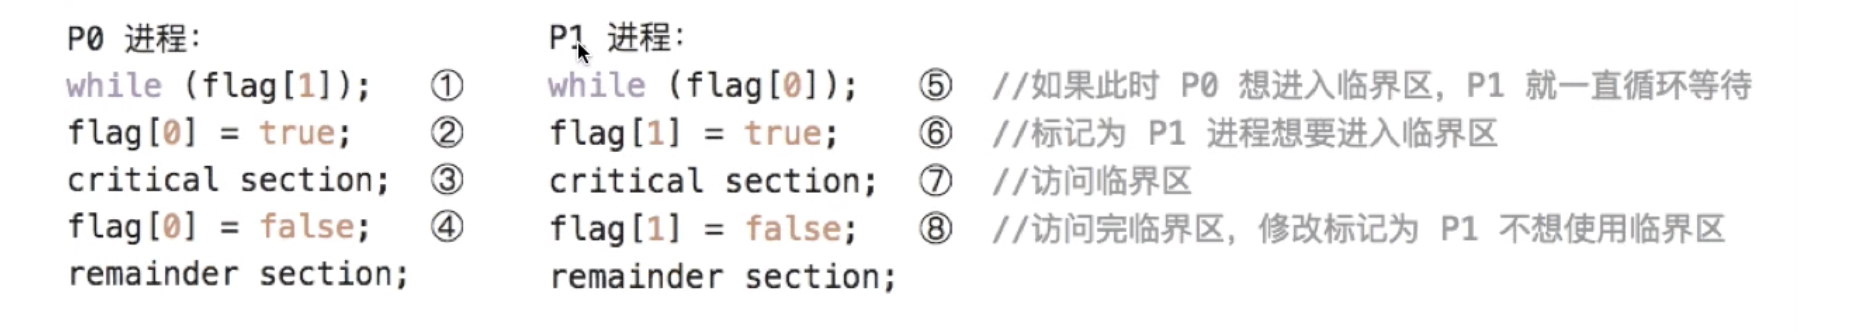 P0 进程：
while (flag[1]); ①
flag[0] = true; ②
critical section; ③
flag[0] = false; ④
remainder section;
P1 进程：
while (flag[0]); ⑤ //如果此时 P0 想进入临界区，P1 就一直循环等待
flag[1] = true; ⑥ //标记为 P1 进程想要进入临界区
critical section; ⑦ //访问临界区
flag[1] = false; ⑧ //访问完临界区，修改标记为 P1 不想使用临界区
remainder section;